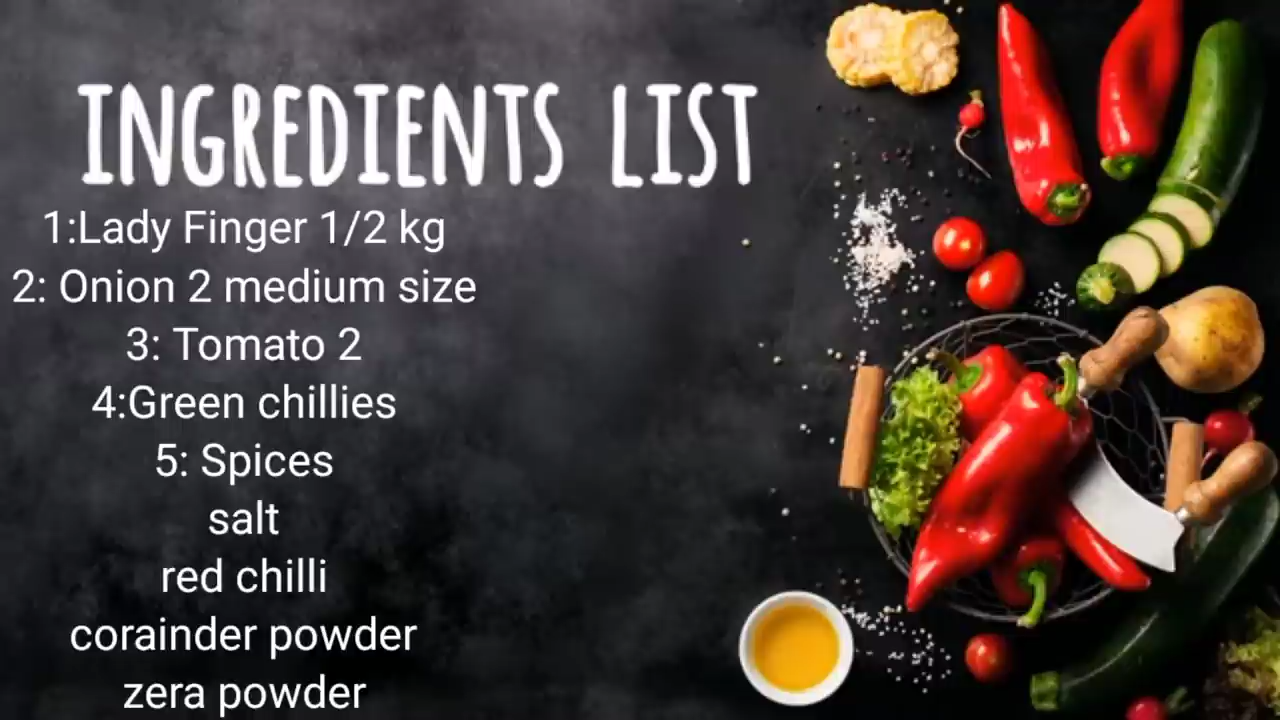 INGREDIENTS LIST
1:Lady Finger 1/2 kg
2: Onion 2 medium size
3: Tomato 2
4:Green chillies
5: Spices
salt
red chilli
corainder powder
zera powder